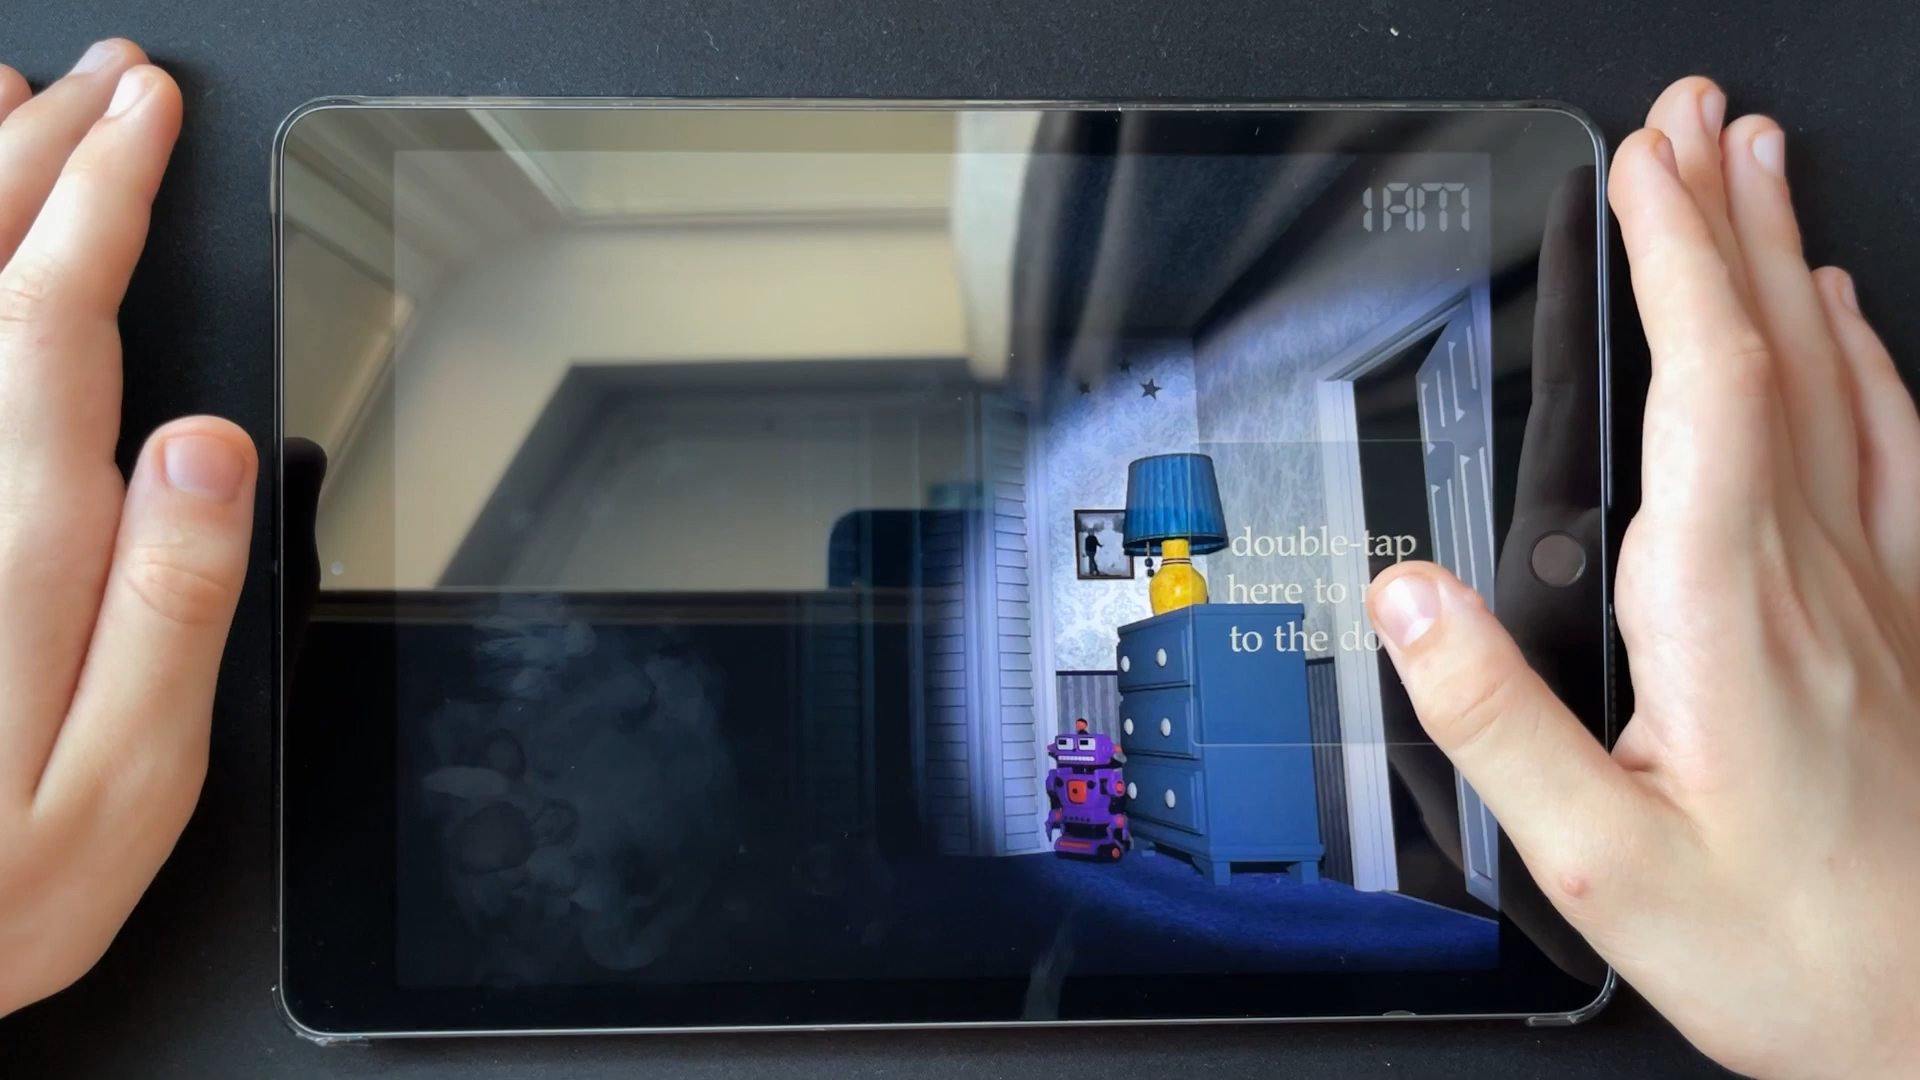 1AM
double-tap
here to
to the